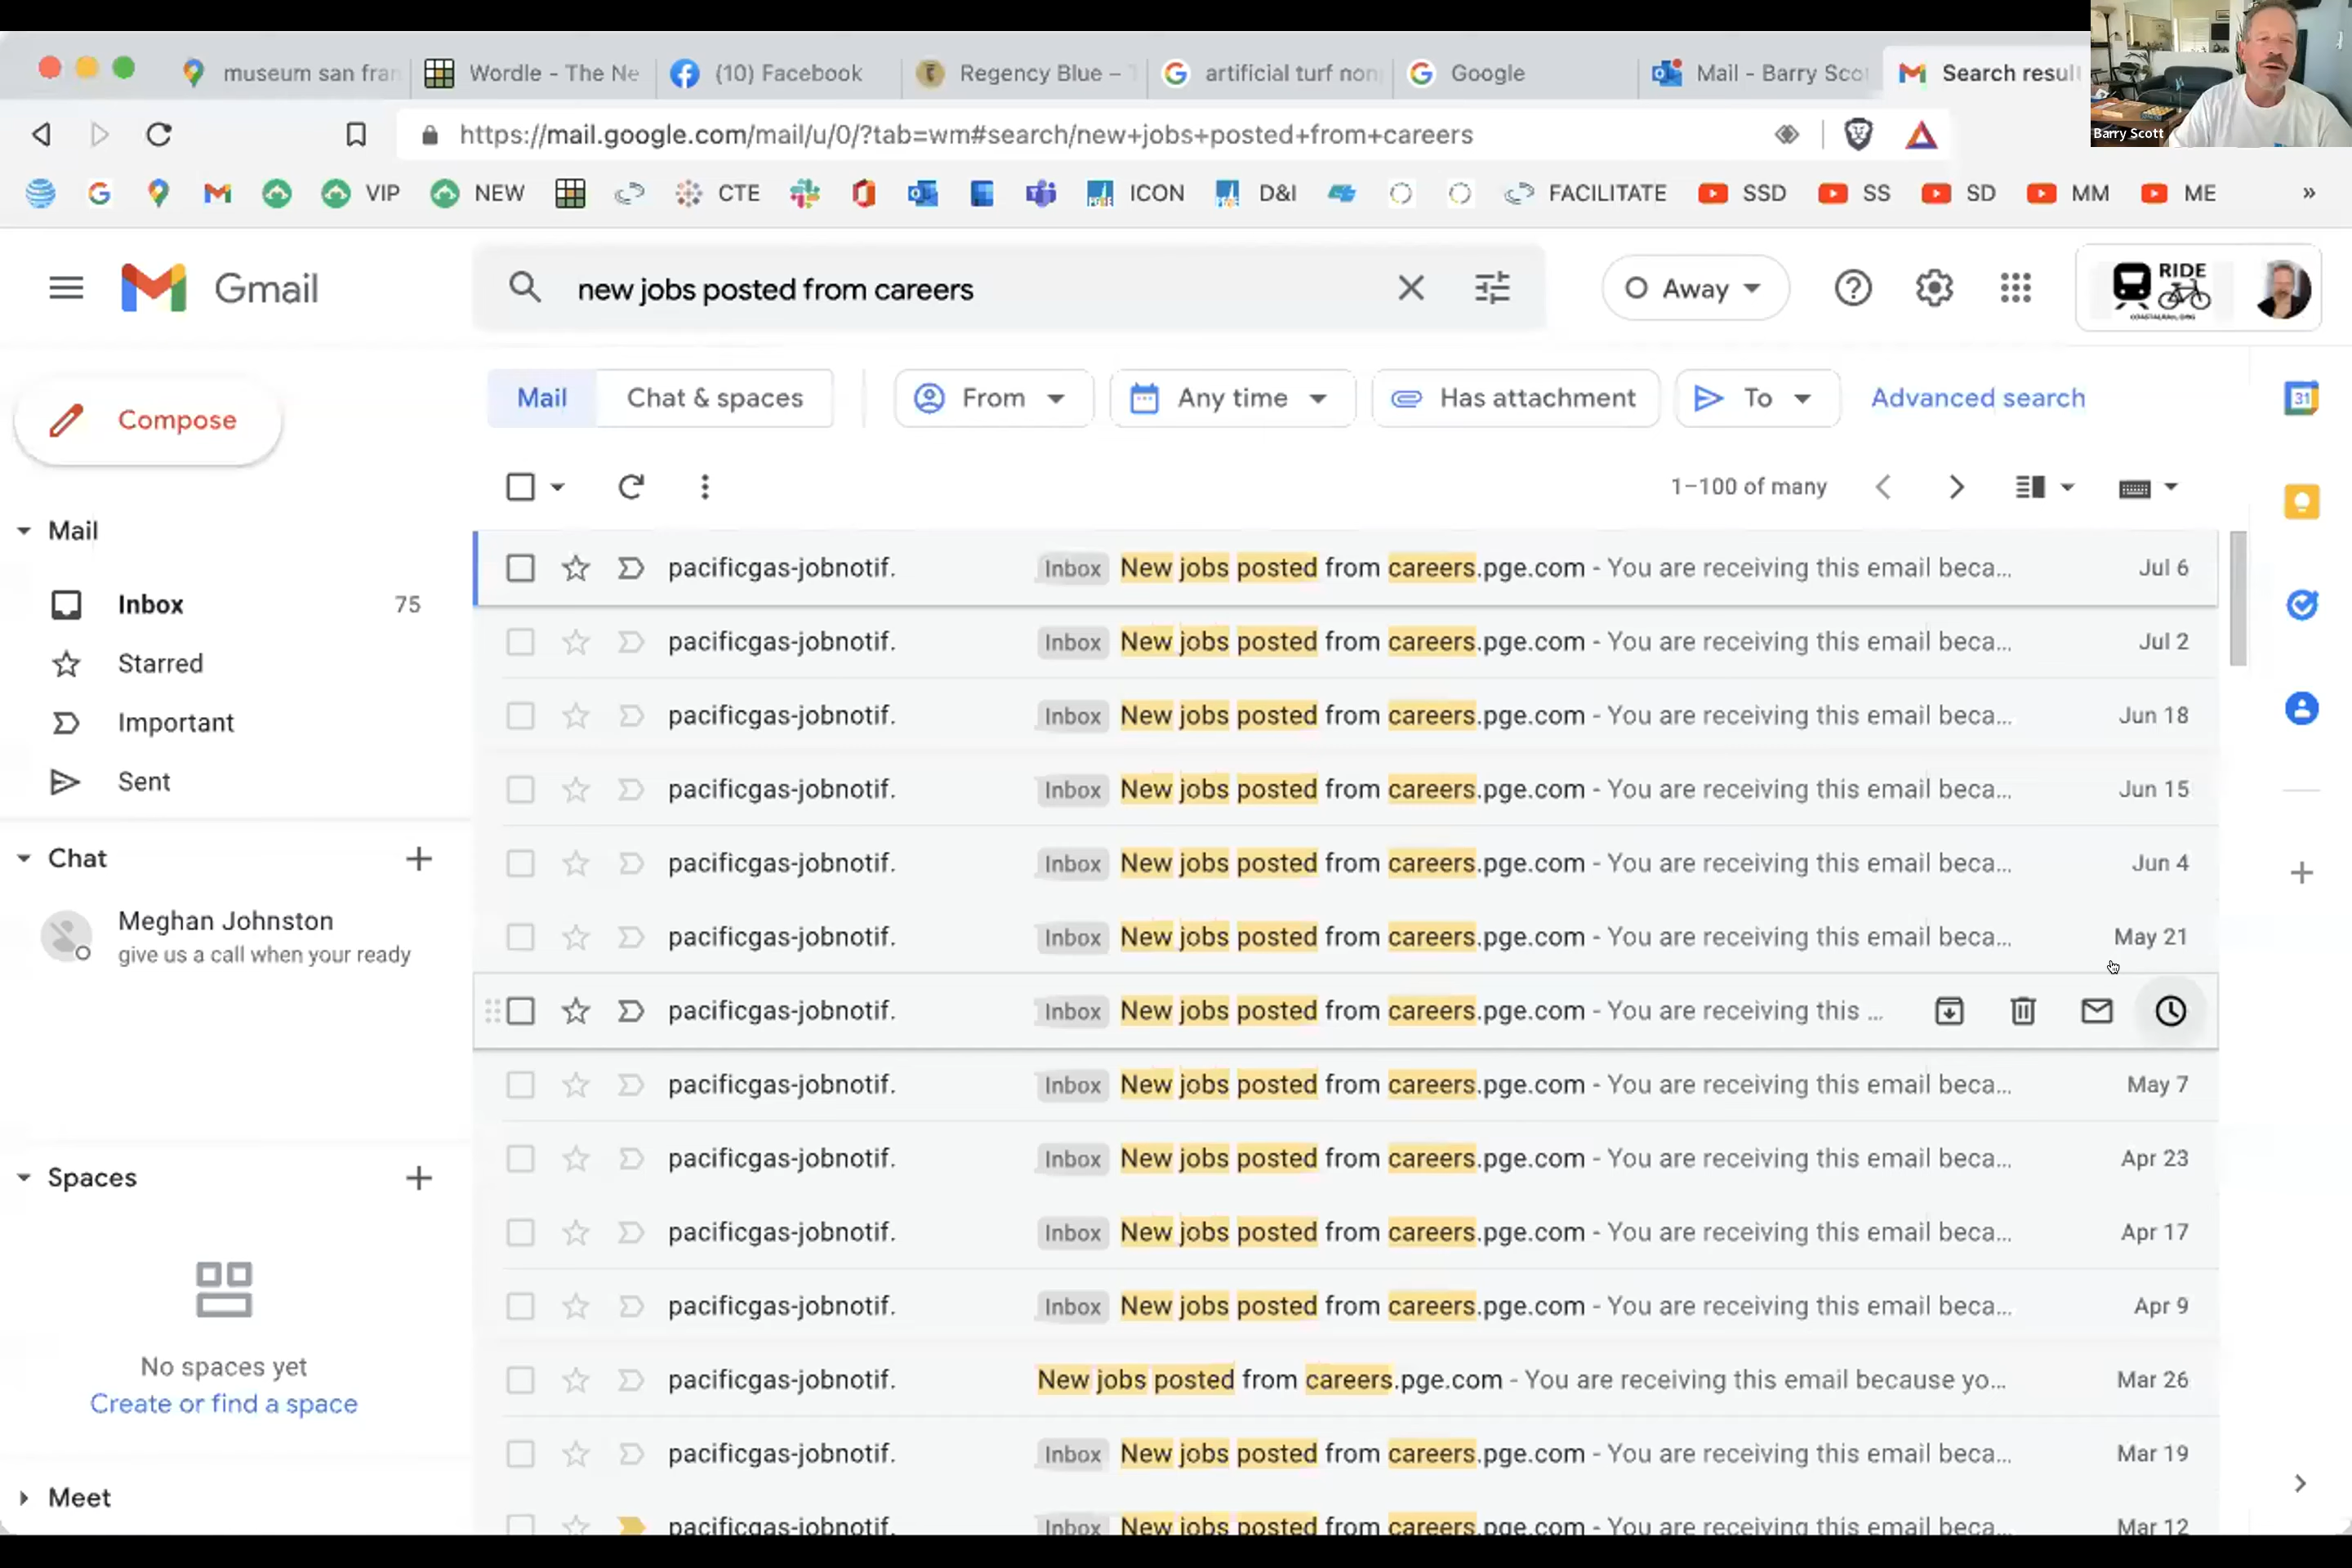 museum san fran
Wordle - The Ne
(10) Facebook
Regency Blue –
artificial turf non
Google
Mail - Barry Scot
Search result
Barry Scott
https://mail.google.com/mail/u/0/?tab=wm#search/new+jobs+posted+from+careers
VIP
NEW
CTE
ICON
D&I
FACILITATE
SSD
SS
SD
MM
ME
»
Gmail
new jobs posted from careers
Away
RIDE
Mail
Chat & spaces
From
Any time
Has attachment
To
Advanced search
31
Compose
1–100 of many
Mail
Inbox 75
Starred
Important
Sent
Chat
Meghan Johnston
give us a call when your ready
Spaces
No spaces yet
Create or find a space
Meet
pacificgas-jobnotif. Inbox New jobs posted from careers.pge.com - You are receiving this email beca... Jul 6
pacificgas-jobnotif. Inbox New jobs posted from careers.pge.com - You are receiving this email beca... Jul 2
pacificgas-jobnotif. Inbox New jobs posted from careers.pge.com - You are receiving this email beca... Jun 18
pacificgas-jobnotif. Inbox New jobs posted from careers.pge.com - You are receiving this email beca... Jun 15
pacificgas-jobnotif. Inbox New jobs posted from careers.pge.com - You are receiving this email beca... Jun 4
pacificgas-jobnotif. Inbox New jobs posted from careers.pge.com - You are receiving this email beca... May 21
pacificgas-jobnotif. Inbox New jobs posted from careers.pge.com - You are receiving this ...
pacificgas-jobnotif. Inbox New jobs posted from careers.pge.com - You are receiving this email beca... May 7
pacificgas-jobnotif. Inbox New jobs posted from careers.pge.com - You are receiving this email beca... Apr 23
pacificgas-jobnotif. Inbox New jobs posted from careers.pge.com - You are receiving this email beca... Apr 17
pacificgas-jobnotif. Inbox New jobs posted from careers.pge.com - You are receiving this email beca... Apr 9
pacificgas-jobnotif. New jobs posted from careers.pge.com - You are receiving this email because yo... Mar 26
pacificgas-jobnotif. Inbox New jobs posted from careers.pge.com - You are receiving this email beca... Mar 19
pacificgas-jobnotif. Inbox New jobs posted from careers.pge.com - You are receiving this email beca... Mar 12